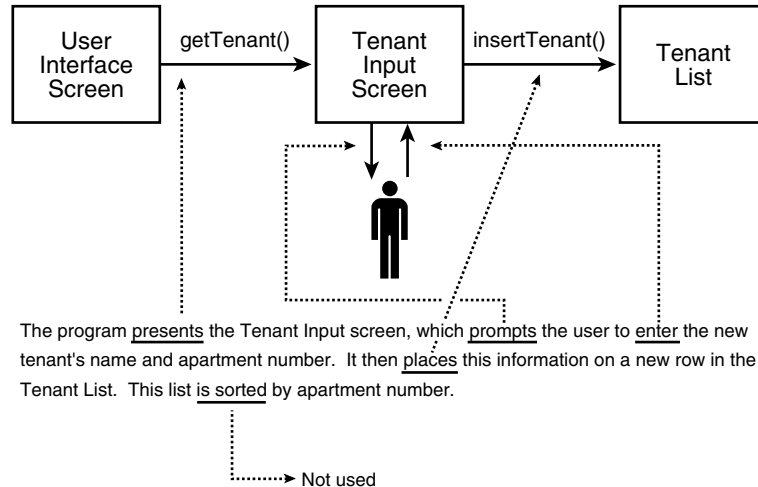 User
Interface
Screen
getTenant()
Tenant
Input
Screen
insertTenant()
Tenant
List
The program presents the Tenant Input screen, which prompts the user to enter the new
tenant's name and apartment number.  It then places this information on a new row in the
Tenant List.  This list is sorted by apartment number.
Not used